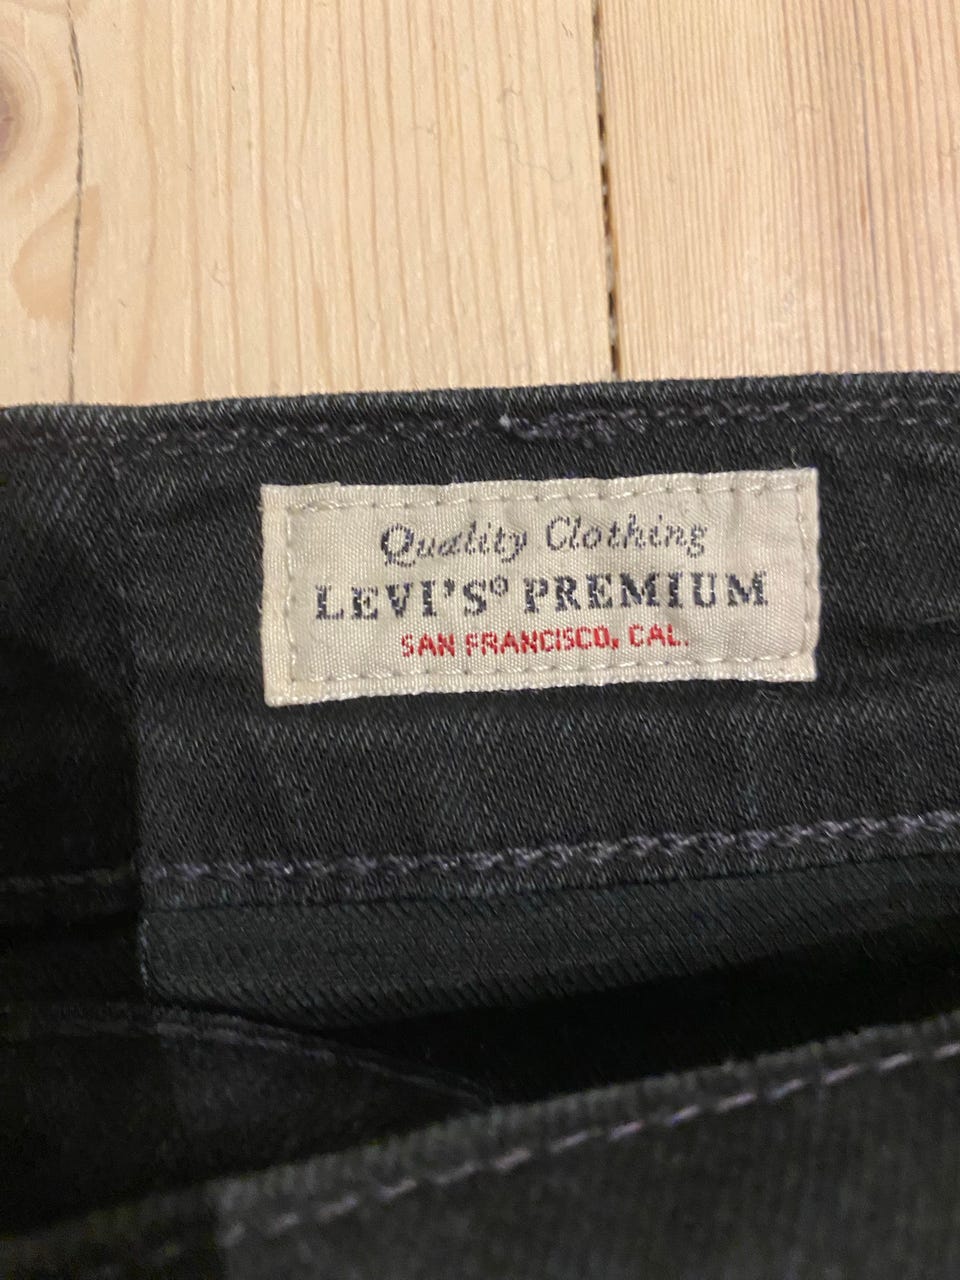 Quality Clothing
LEVI'S® PREMIUM
SAN FRANCISCO, CAL.